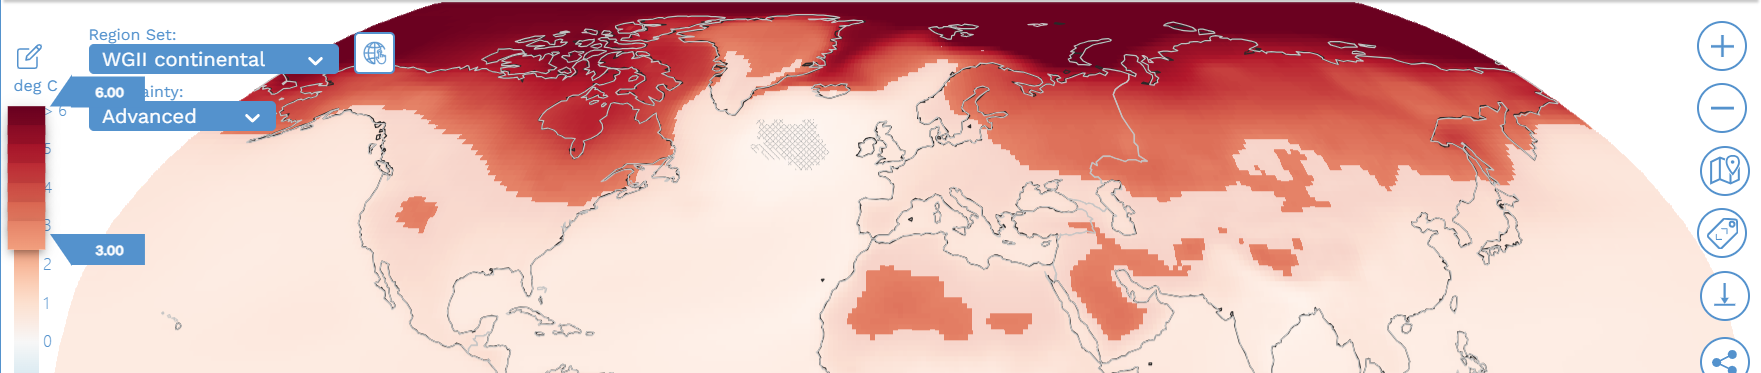 Region Set:
WGII continental
deg C
6.00
ainty:
> 6
Advanced
5
4
3
3.00
2
1
0